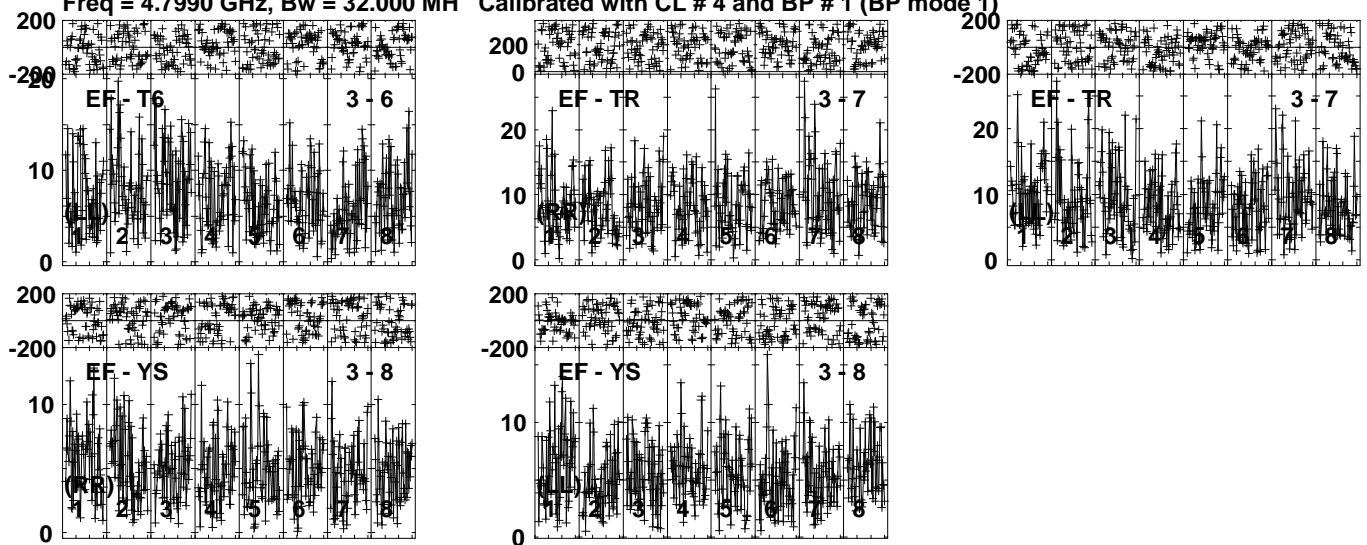 Freq = 4.7990 GHz, Bw = 32.000 MH Calibrated with CL # 4 and BP # 1 (BP mode 1)
200
-200
20
10
0
EF - T6 3 - 6
(LL)
1 2 3 4 5 6 7 8
200
0
20
10
0
EF - TR 3 - 7
(RR)
1 2 3 4 5 6 7 8
200
-200
20
10
0
EF - TR 3 - 7
(LL)
1 2 3 4 5 6 7 8
200
-200
10
0
EF - YS 3 - 8
(RR)
1 2 3 4 5 6 7 8
200
-200
10
0
EF - YS 3 - 8
(LL)
1 2 3 4 5 6 7 8